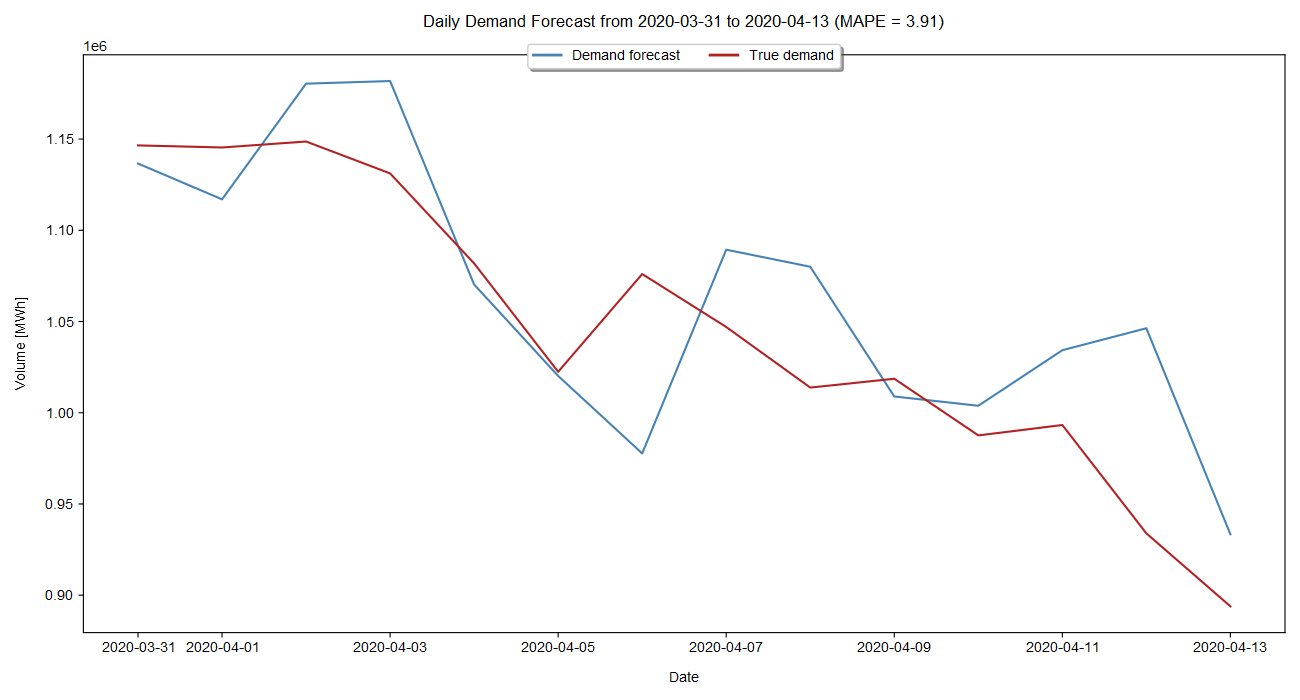 Daily Demand Forecast from 2020-03-31 to 2020-04-13 (MAPE = 3.91)
1e6
Demand forecast True demand
1.15
1.10
1.05
1.00
0.95
0.90
Volume [MWh]
2020-03-31 2020-04-01 2020-04-03 2020-04-05 2020-04-07 2020-04-09 2020-04-11 2020-04-13
Date